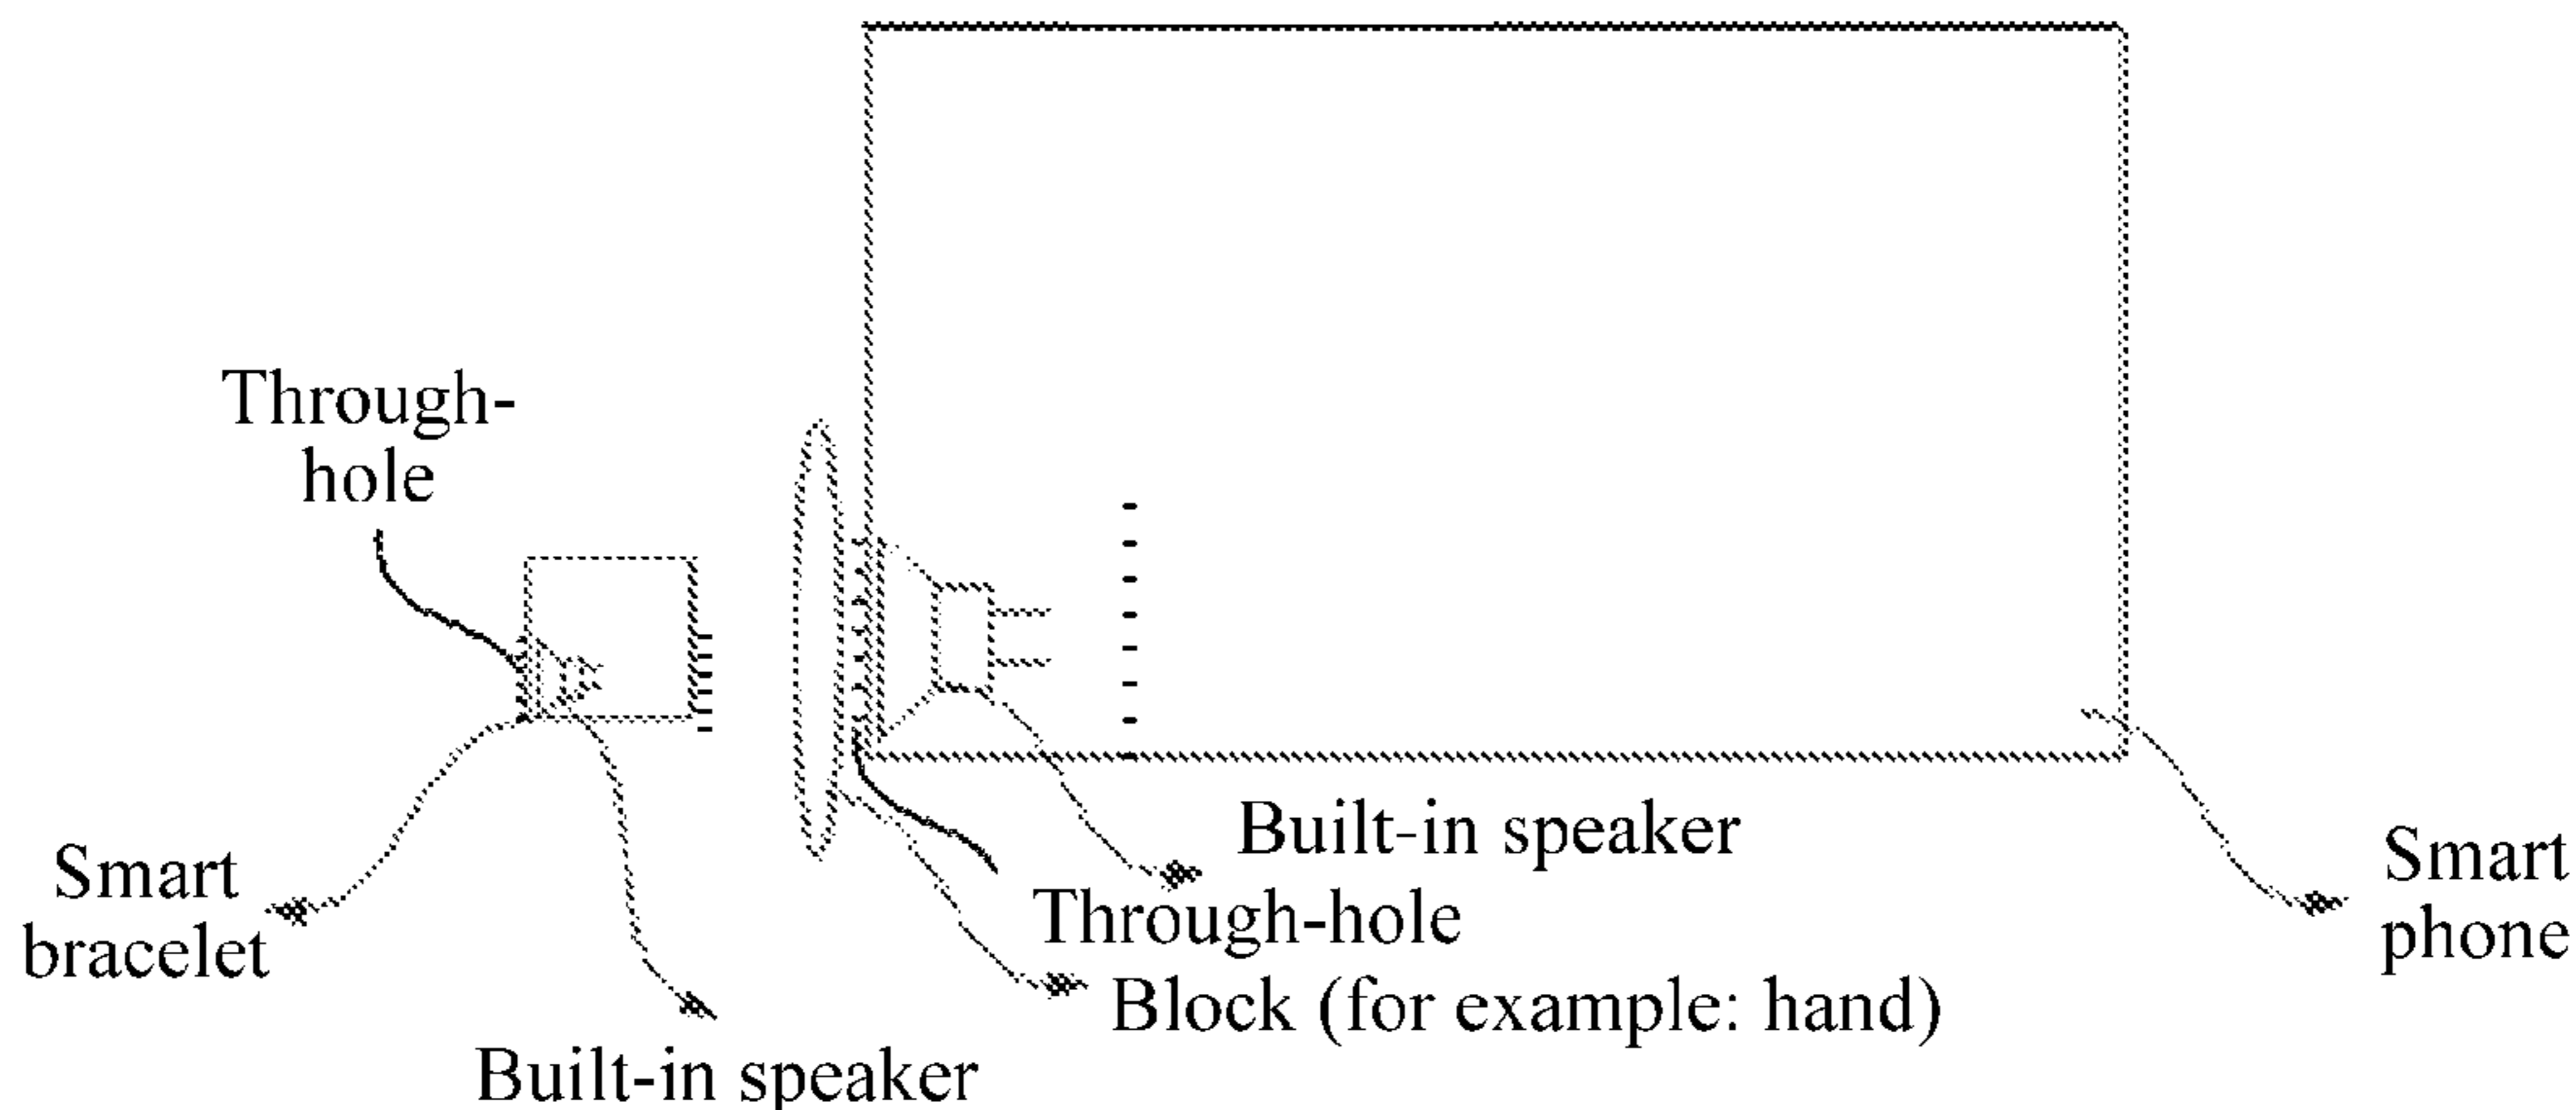 Through-
hole
Built-in speaker
Smart
phone
Smart
bracelet
Through-hole
Block (for example: hand)
Built-in speaker